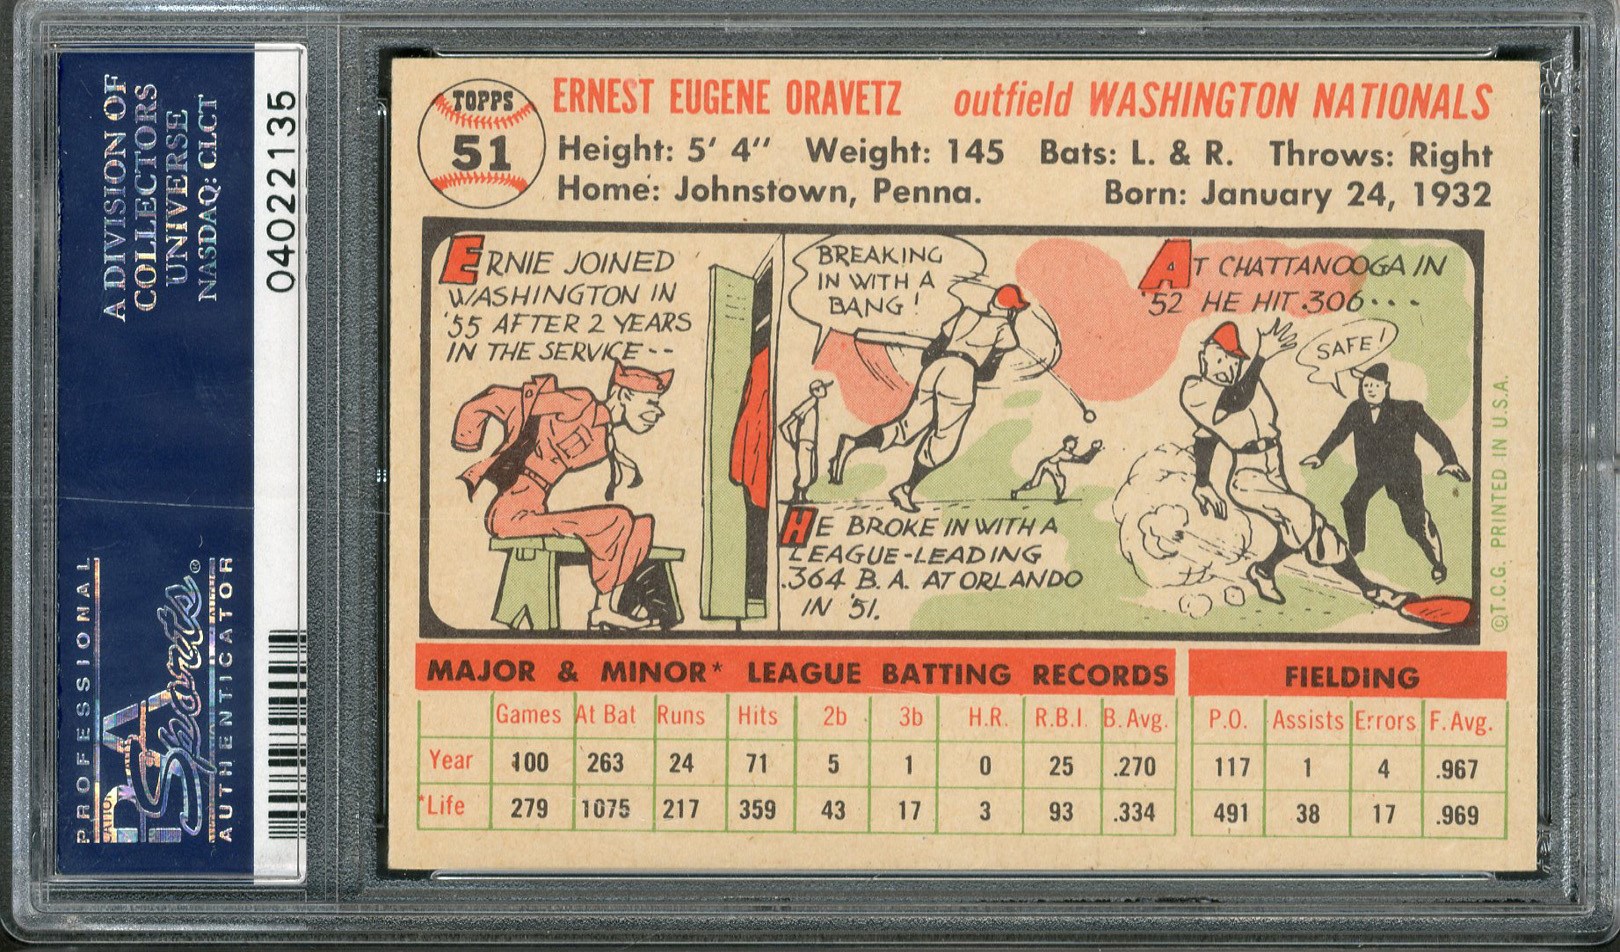 A DIVISION OF
COLLECTORS
UNIVERSE
NASDAQ: CLCT
04022135
PROFESSIONAL
PSA
Sports®
AUTHENTICATOR
TOPPS
51
ERNEST EUGENE ORAVETZ outfield WASHINGTON NATIONALS
Height: 5' 4" Weight: 145 Bats: L. & R. Throws: Right
Home: Johnstown, Penna. Born: January 24, 1932
ERNIE JOINED
WASHINGTON IN
'55 AFTER 2 YEARS
IN THE SERVICE--
BREAKING
IN WITH A
BANG!
HE BROKE IN WITH A
LEAGUE-LEADING
.364 B.A. AT ORLANDO
IN '51.
AT CHATTANOOGA IN
'52 HE HIT .306....
SAFE!
©T.C.G. PRINTED IN U.S.A.
MAJOR & MINOR* LEAGUE BATTING RECORDS FIELDING
Games At Bat Runs Hits 2b 3b H.R. R.B.I. B. Avg. P.O. Assists Errors F. Avg.
Year 100 263 24 71 5 1 0 25 .270 117 1 4 .967
*Life 279 1075 217 359 43 17 3 93 .334 491 38 17 .969